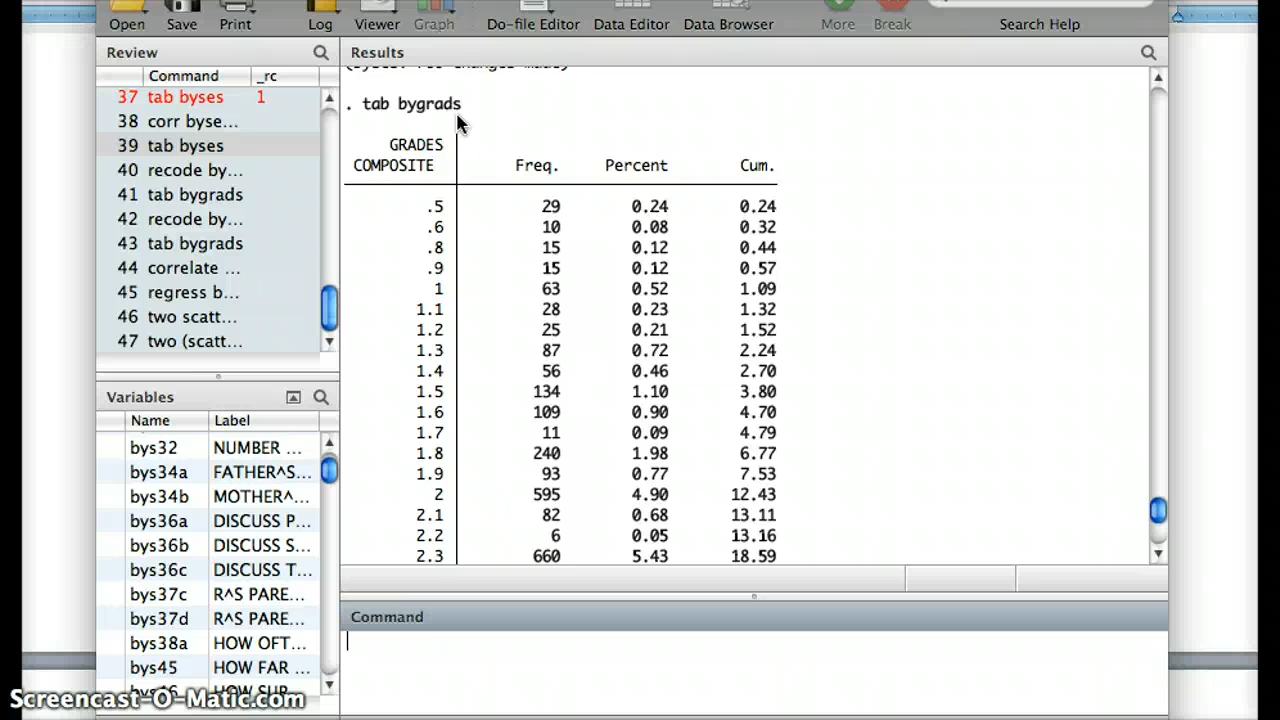 Open Save Print Log Viewer Graph Do-file Editor Data Editor Data Browser More Break Search Help
Review
Command _rc
37 tab byses 1
38 corr byse...
39 tab byses
40 recode by...
41 tab bygrads
42 recode by...
43 tab bygrads
44 correlate ...
45 regress b...
46 two scatt...
47 two (scatt...
Variables
Name Label
bys32 NUMBER ...
bys34a FATHER^S...
bys34b MOTHER^...
bys36a DISCUSS P...
bys36b DISCUSS S...
bys36c DISCUSS T...
bys37c R^S PARE...
bys37d R^S PARE...
bys38a HOW OFT...
bys45 HOW FAR ...
bys46 HOW SUR...
Results
. tab bygrads
GRADES
COMPOSITE Freq. Percent Cum.
.5 29 0.24 0.24
.6 10 0.08 0.32
.8 15 0.12 0.44
.9 15 0.12 0.57
1 63 0.52 1.09
1.1 28 0.23 1.32
1.2 25 0.21 1.52
1.3 87 0.72 2.24
1.4 56 0.46 2.70
1.5 134 1.10 3.80
1.6 109 0.90 4.70
1.7 11 0.09 4.79
1.8 240 1.98 6.77
1.9 93 0.77 7.53
2 595 4.90 12.43
2.1 82 0.68 13.11
2.2 6 0.05 13.16
2.3 660 5.43 18.59
Command
Screencast-O-Matic.com